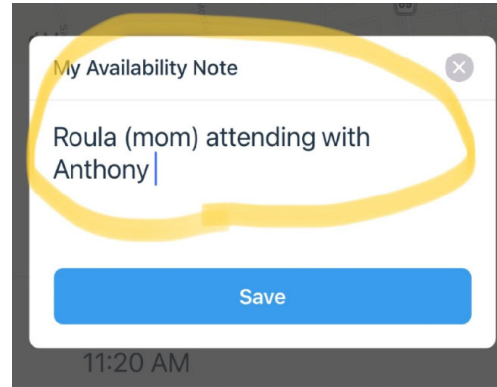 My Availability Note
Roula (mom) attending with
Anthony
Save
11:20 AM